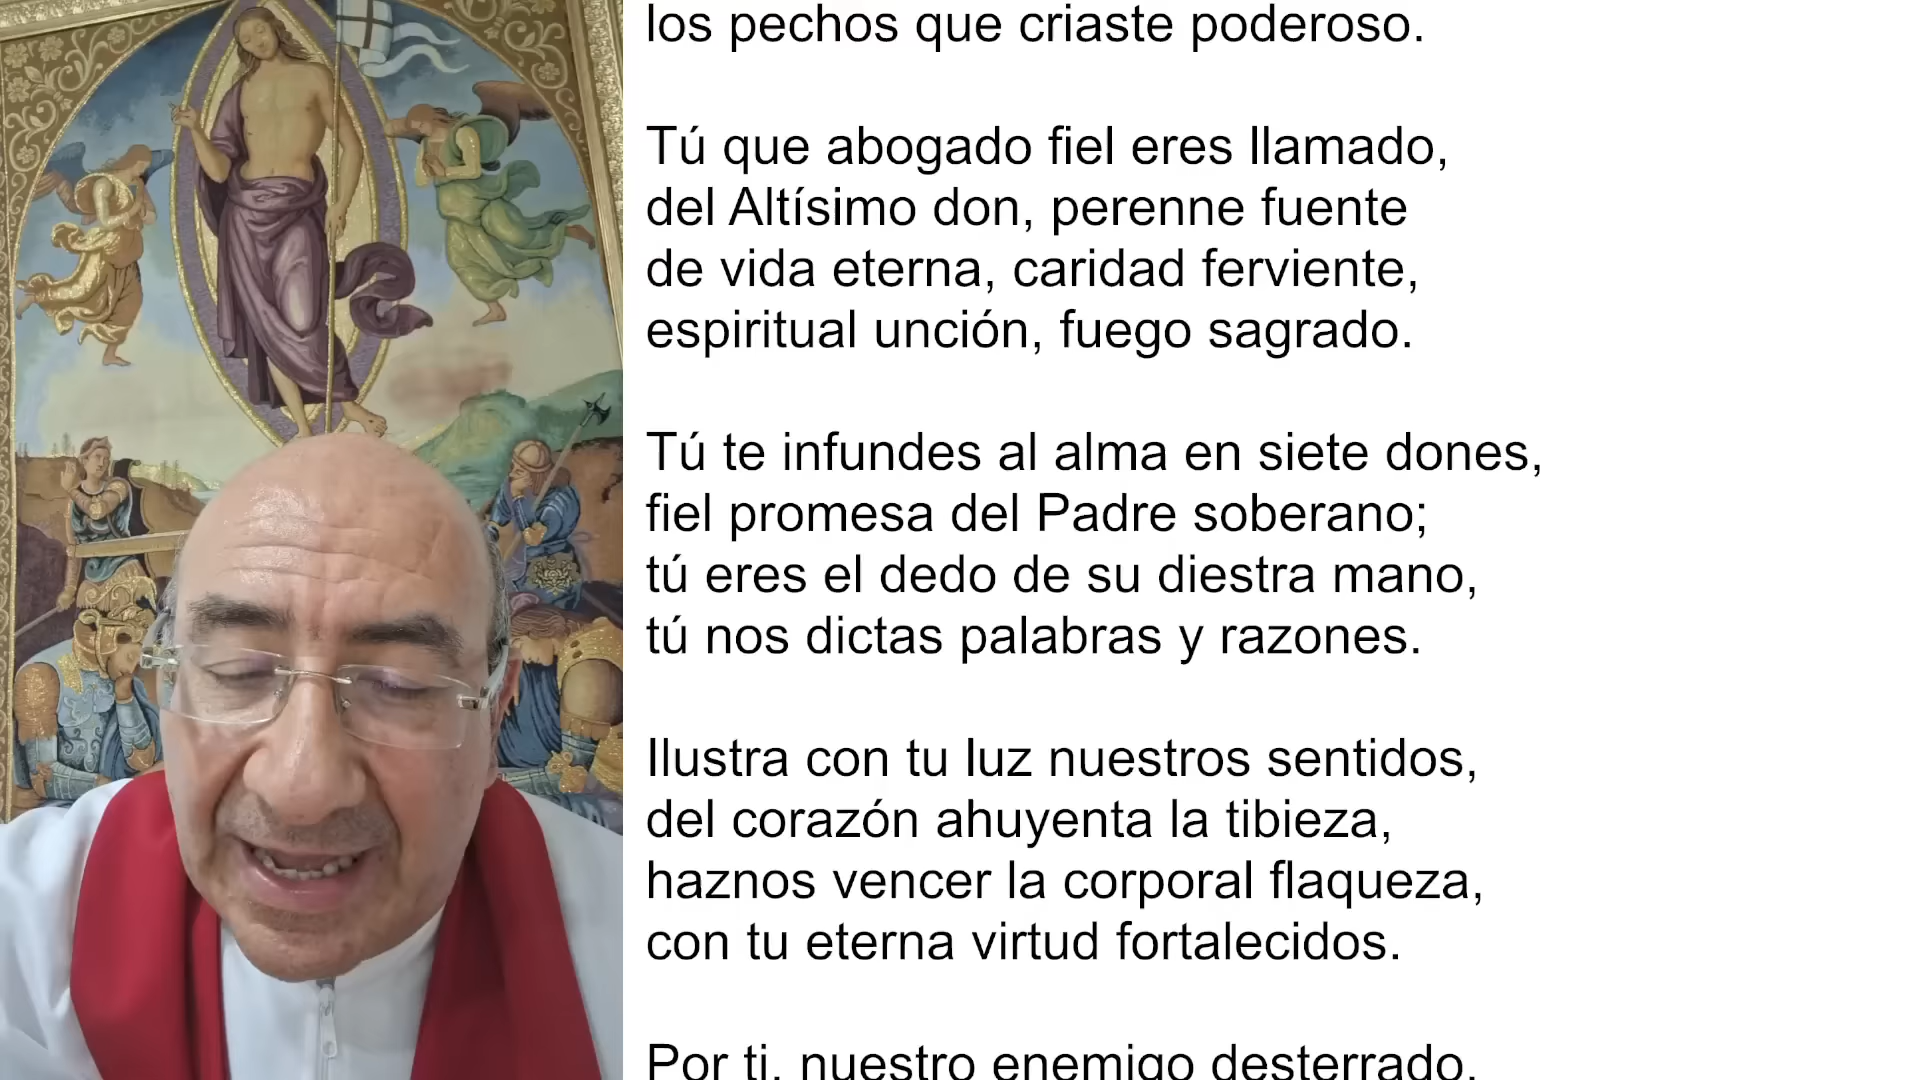 los pechos que criaste poderoso.
Tú que abogado fiel eres llamado,
del Altísimo don, perenne fuente
de vida eterna, caridad ferviente,
espiritual unción, fuego sagrado.
Tú te infundes al alma en siete dones,
fiel promesa del Padre soberano;
tú eres el dedo de su diestra mano,
tú nos dictas palabras y razones.
Ilustra con tu luz nuestros sentidos,
del corazón ahuyenta la tibieza,
haznos vencer la corporal flaqueza,
con tu eterna virtud fortalecidos.
Por ti, nuestro enemigo desterrado,